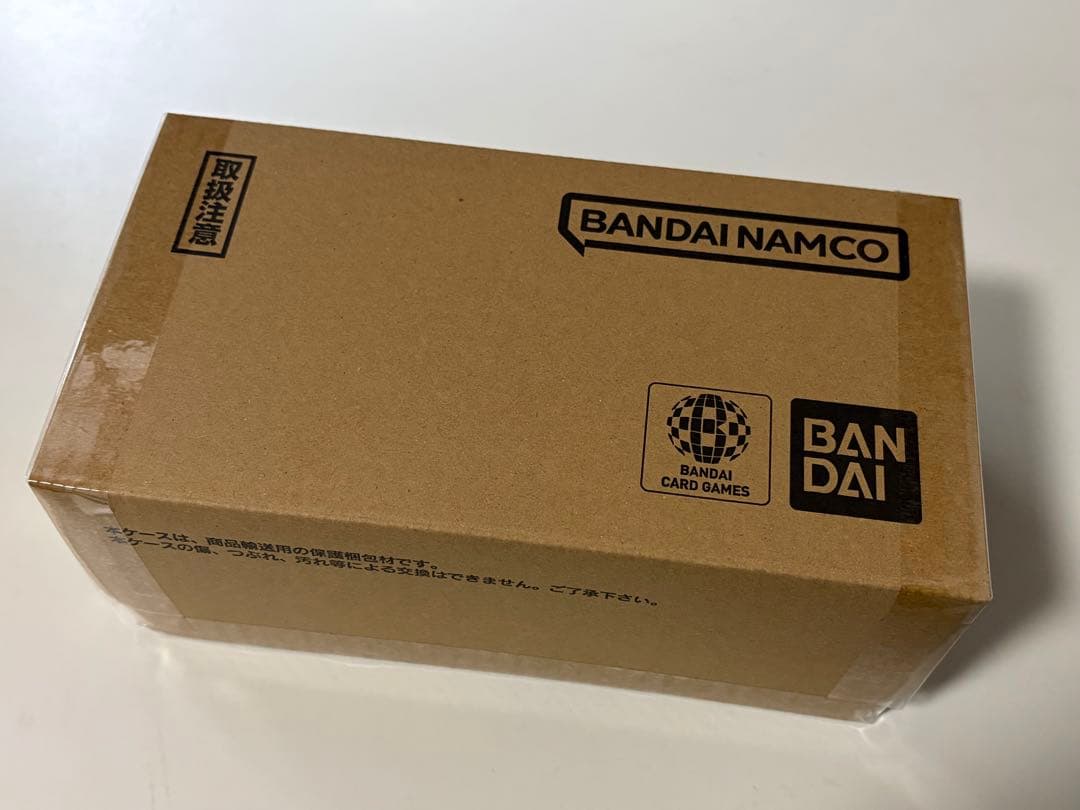 取扱注意
BANDAI NAMCO
BANDAI
CARD GAMES
BAN
DAI
本ケースは、商品輸送用の保護梱包材です。
本ケースの傷、つぶれ、汚れ等による交換はできません。ご了承下さい。